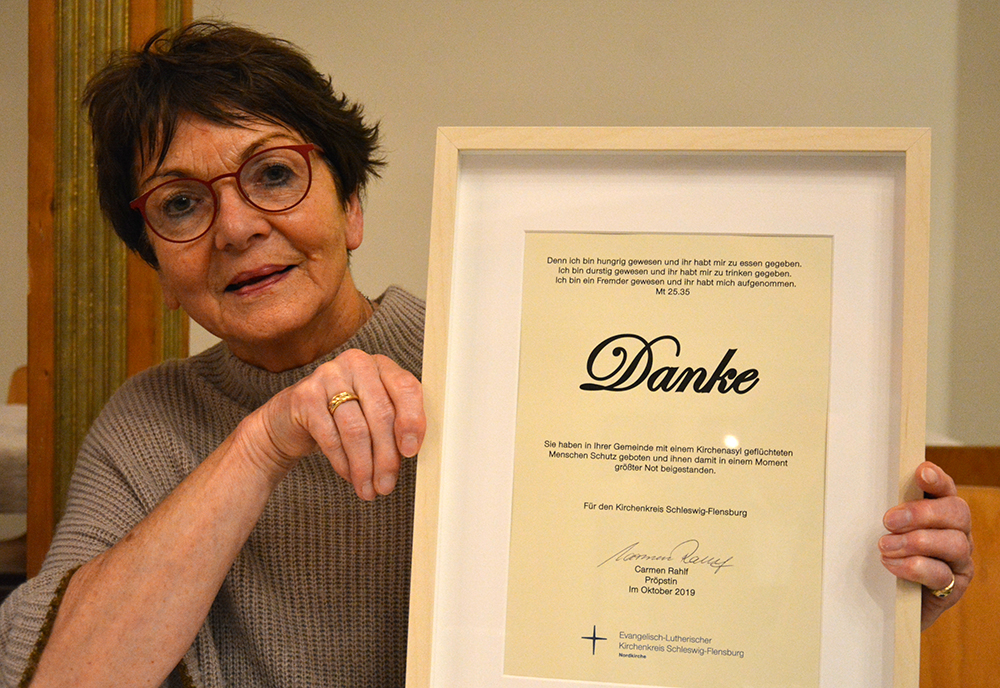 Denn ich bin hungrig gewesen und ihr habt mir zu essen gegeben.
Ich bin durstig gewesen und ihr habt mir zu trinken gegeben.
Ich bin ein Fremder gewesen und ihr habt mich aufgenommen.
Mt 25.35
Danke
Sie haben in Ihrer Gemeinde mit einem Kirchenasyl geflüchteten
Menschen Schutz geboten und ihnen damit in einem Moment
größter Not beigestanden.
Für den Kirchenkreis Schleswig-Flensburg
Carmen Rahlf
Carmen Rahlf
Pröpstin
Im Oktober 2019
Evangelisch-Lutherischer
Kirchenkreis Schleswig-Flensburg
Nordkirche